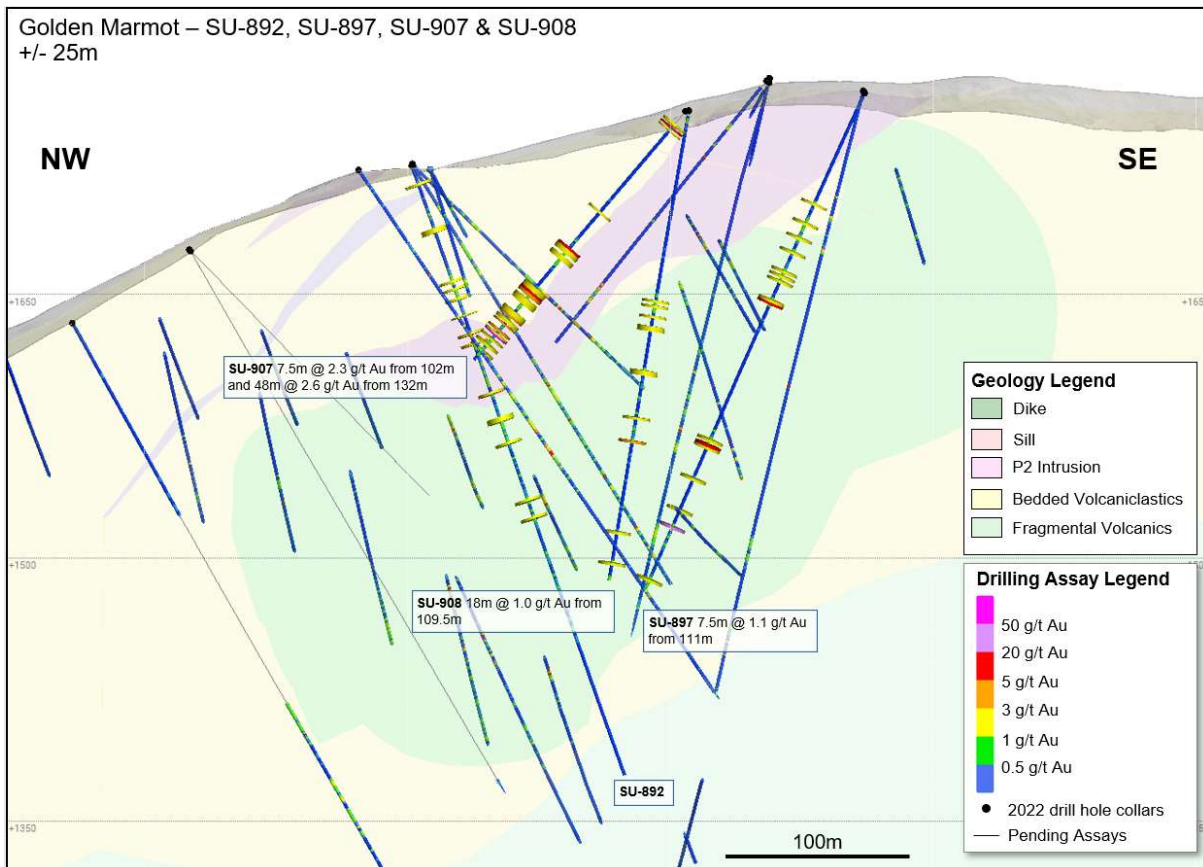 Golden Marmot – SU-892, SU-897, SU-907 & SU-908
+/- 25m
NW
SE
+1650
+165
SU-907 7.5m @ 2.3 g/t Au from 102m
and 48m @ 2.6 g/t Au from 132m
Geology Legend
Dike
Sill
P2 Intrusion
Bedded Volcaniclastics
Fragmental Volcanics
+1500
Drilling Assay Legend
50 g/t Au
20 g/t Au
5 g/t Au
3 g/t Au
1 g/t Au
0.5 g/t Au
2022 drill hole collars
Pending Assays
SU-908 18m @ 1.0 g/t Au from
109.5m
SU-897 7.5m @ 1.1 g/t Au
from 111m
SU-892
+1350
100m